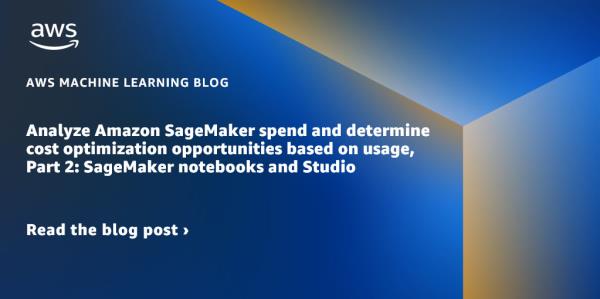 aws
AWS MACHINE LEARNING BLOG
Analyze Amazon SageMaker spend and determine
cost optimization opportunities based on usage,
Part 2: SageMaker notebooks and Studio
Read the blog post ›